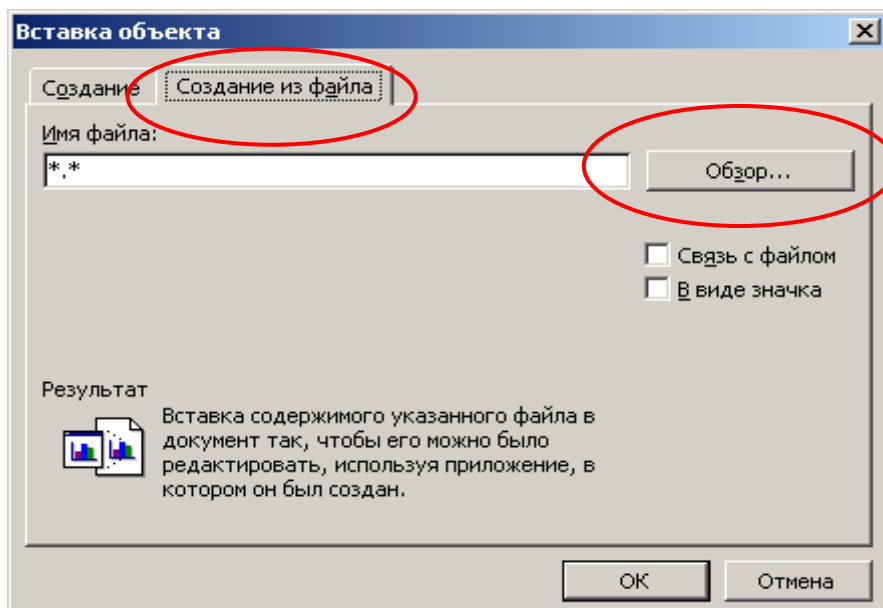 Вставка объекта
Создание
Создание из файла
Имя файла:
*.*
Обзор...
Связь с файлом
В виде значка
Результат
Вставка содержимого указанного файла в
документ так, чтобы его можно было
редактировать, используя приложение, в
котором он был создан.
ОК
Отмена